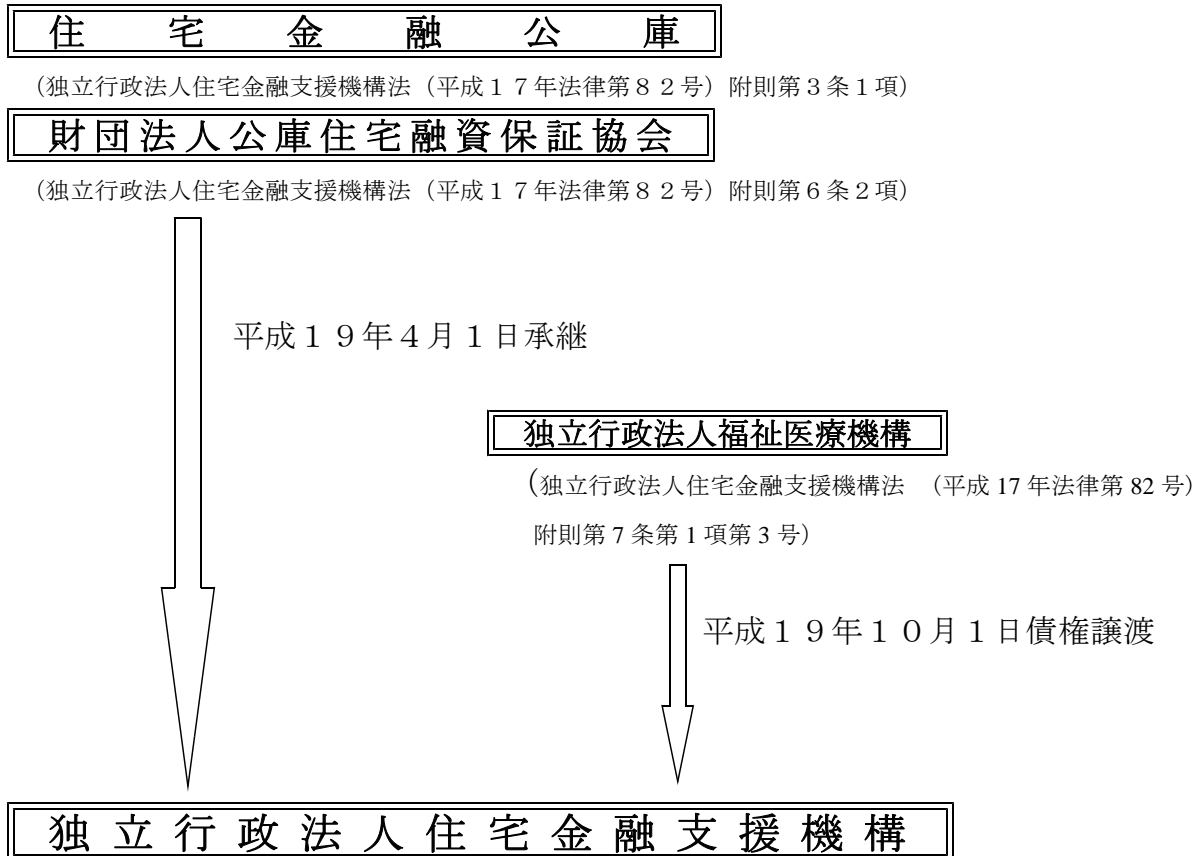 住宅金融公庫
(独立行政法人住宅金融支援機構法(平成１７年法律第８２号)附則第３条１項)
財団法人公庫住宅融資保証協会
(独立行政法人住宅金融支援機構法(平成１７年法律第８２号)附則第６条２項)
平成１９年４月１日承継
独立行政法人福祉医療機構
(独立行政法人住宅金融支援機構法　(平成 17 年法律第 82 号)
附則第 7 条第 1 項第 3 号)
平成１９年１０月１日債権譲渡
独立行政法人住宅金融支援機構